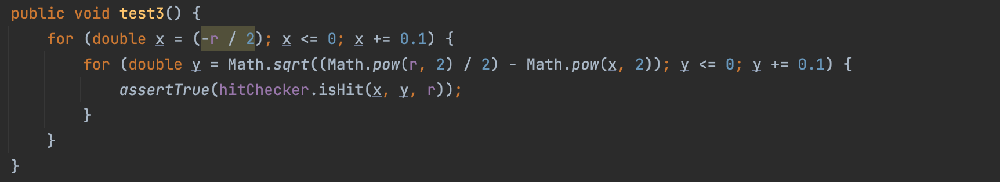 public void test3() {
    for (double x = (-r / 2); x <= 0; x += 0.1) {
        for (double y = Math.sqrt((Math.pow(r, 2) / 2) - Math.pow(x, 2)); y <= 0; y += 0.1) {
            assertTrue(hitChecker.isHit(x, y, r));
        }
    }
}